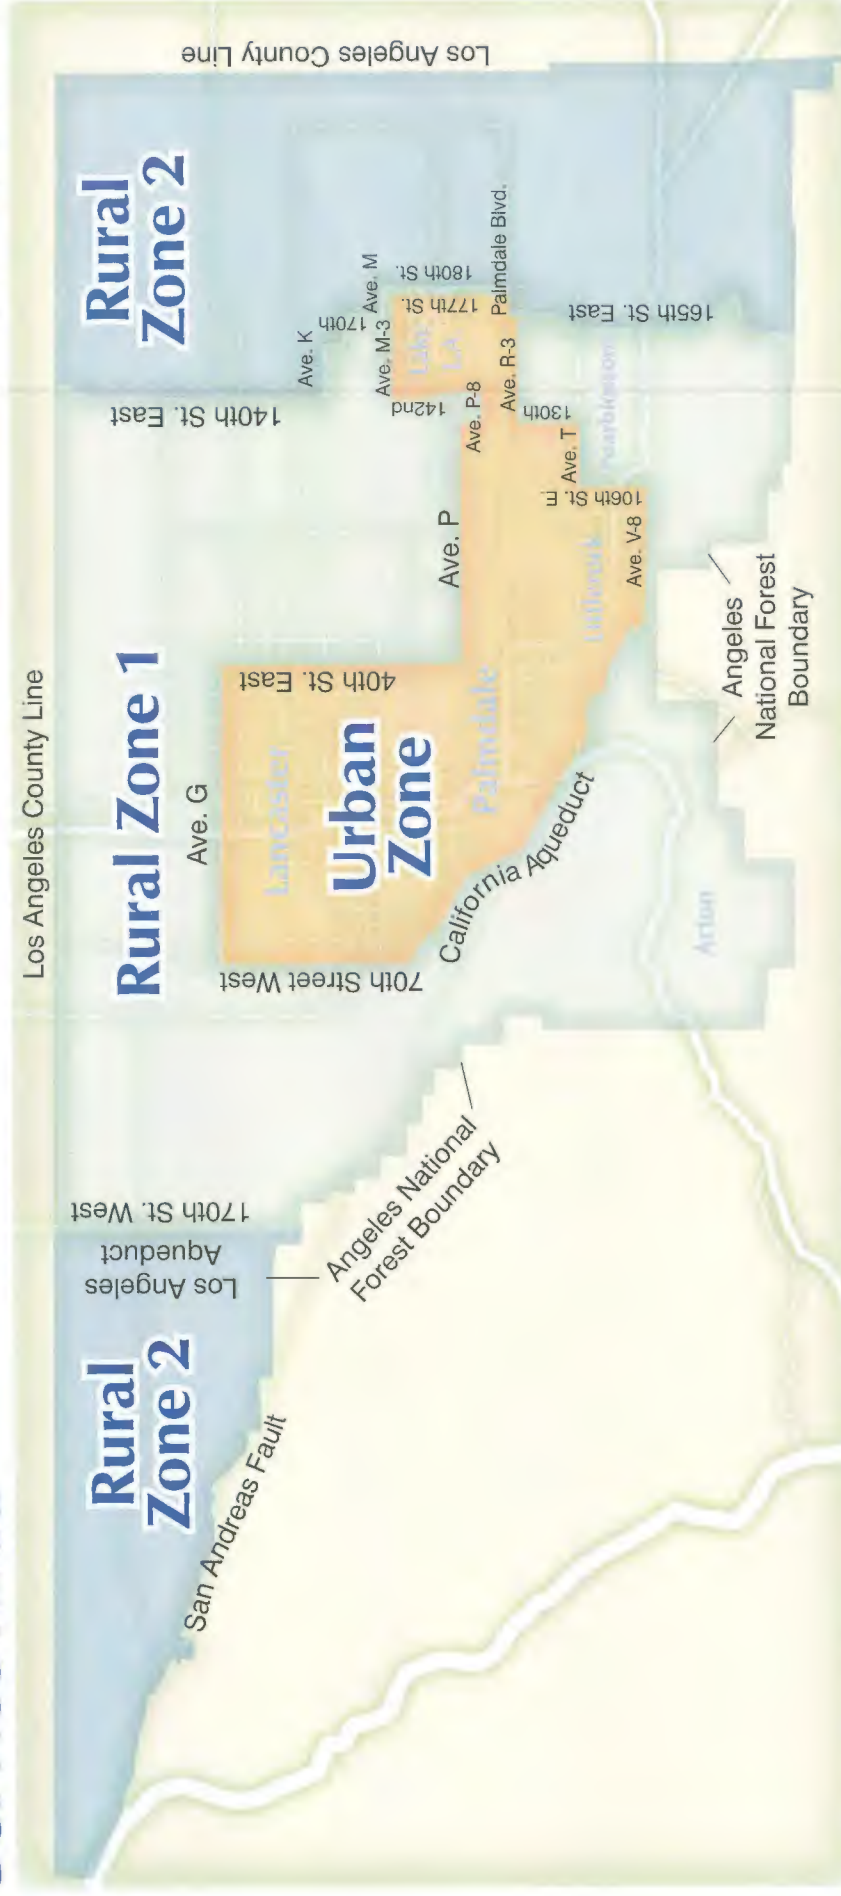 Los Angeles County Line
Los Angeles County Line
Rural
Zone 2
Rural Zone 1
Rural
Zone 2
170th St. West
Los Angeles
Aqueduct
140th St. East
Ave. K
170th
Ave. M
Ave. M-3
180th St.
177th St.
Lake
LA
142nd
Ave. P-8
Palmdale Blvd.
Ave. R-3
130th
Ave. T
165th St. East
Pearblossom
106th St. E.
Ave. V-8
Littlerock
Ave. P
Ave. G
40th St. East
Lancaster
Urban
Zone
Palmdale
70th Street West
California Aqueduct
Acton
San Andreas Fault
Angeles National
Forest Boundary
Angeles
National Forest
Boundary